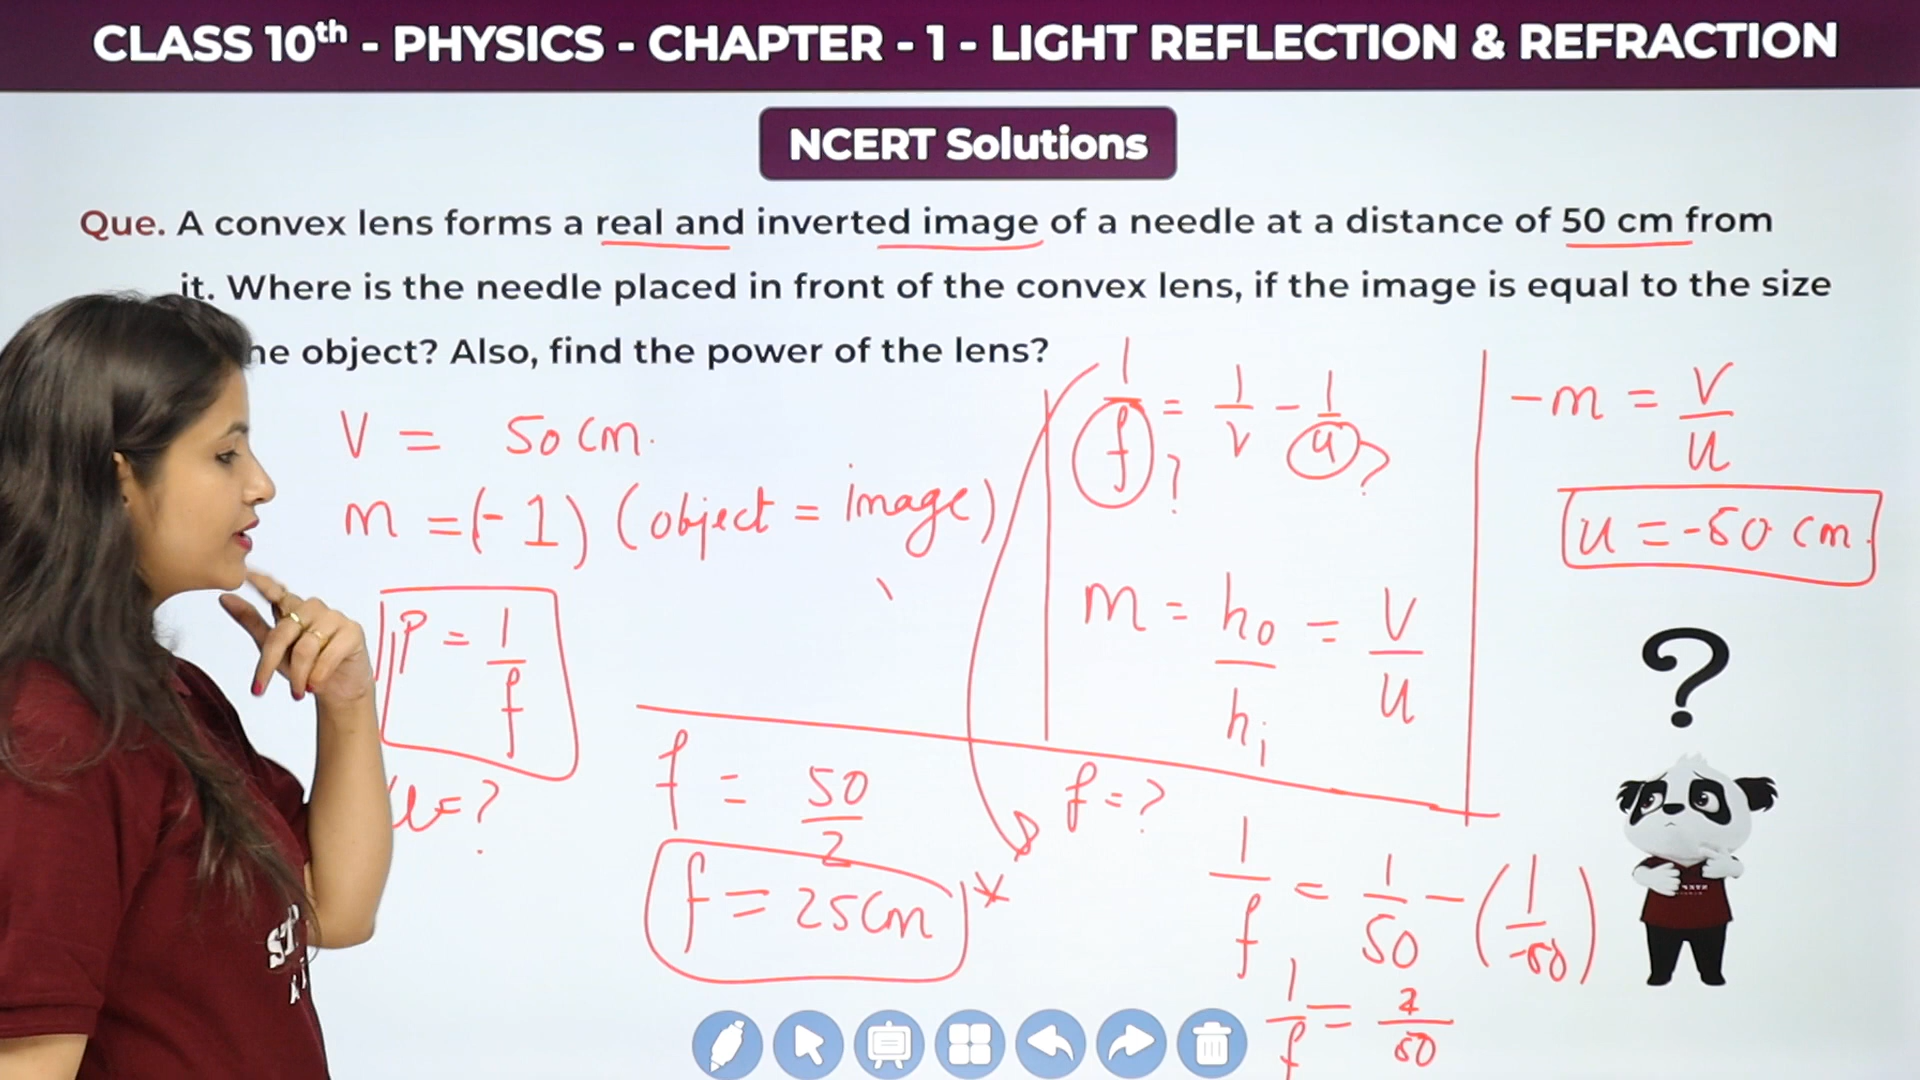 CLASS 10th - PHYSICS - CHAPTER - 1 - LIGHT REFLECTION & REFRACTION
NCERT Solutions
Que. A convex lens forms a real and inverted image of a needle at a distance of 50 cm from
it. Where is the needle placed in front of the convex lens, if the image is equal to the size
he object? Also, find the power of the lens?
V = 50 cm.
m = (-1) (object = image)
P = 1/f
u = ?
1/f = 1/v - 1/u
? ?
m = ho/hi = V/u
-m = V/u
u = -50 cm.
f = 50/2
f = 25 cm *
f = ?
1/f = 1/50 - (1/-50)
1/f = 2/50
?